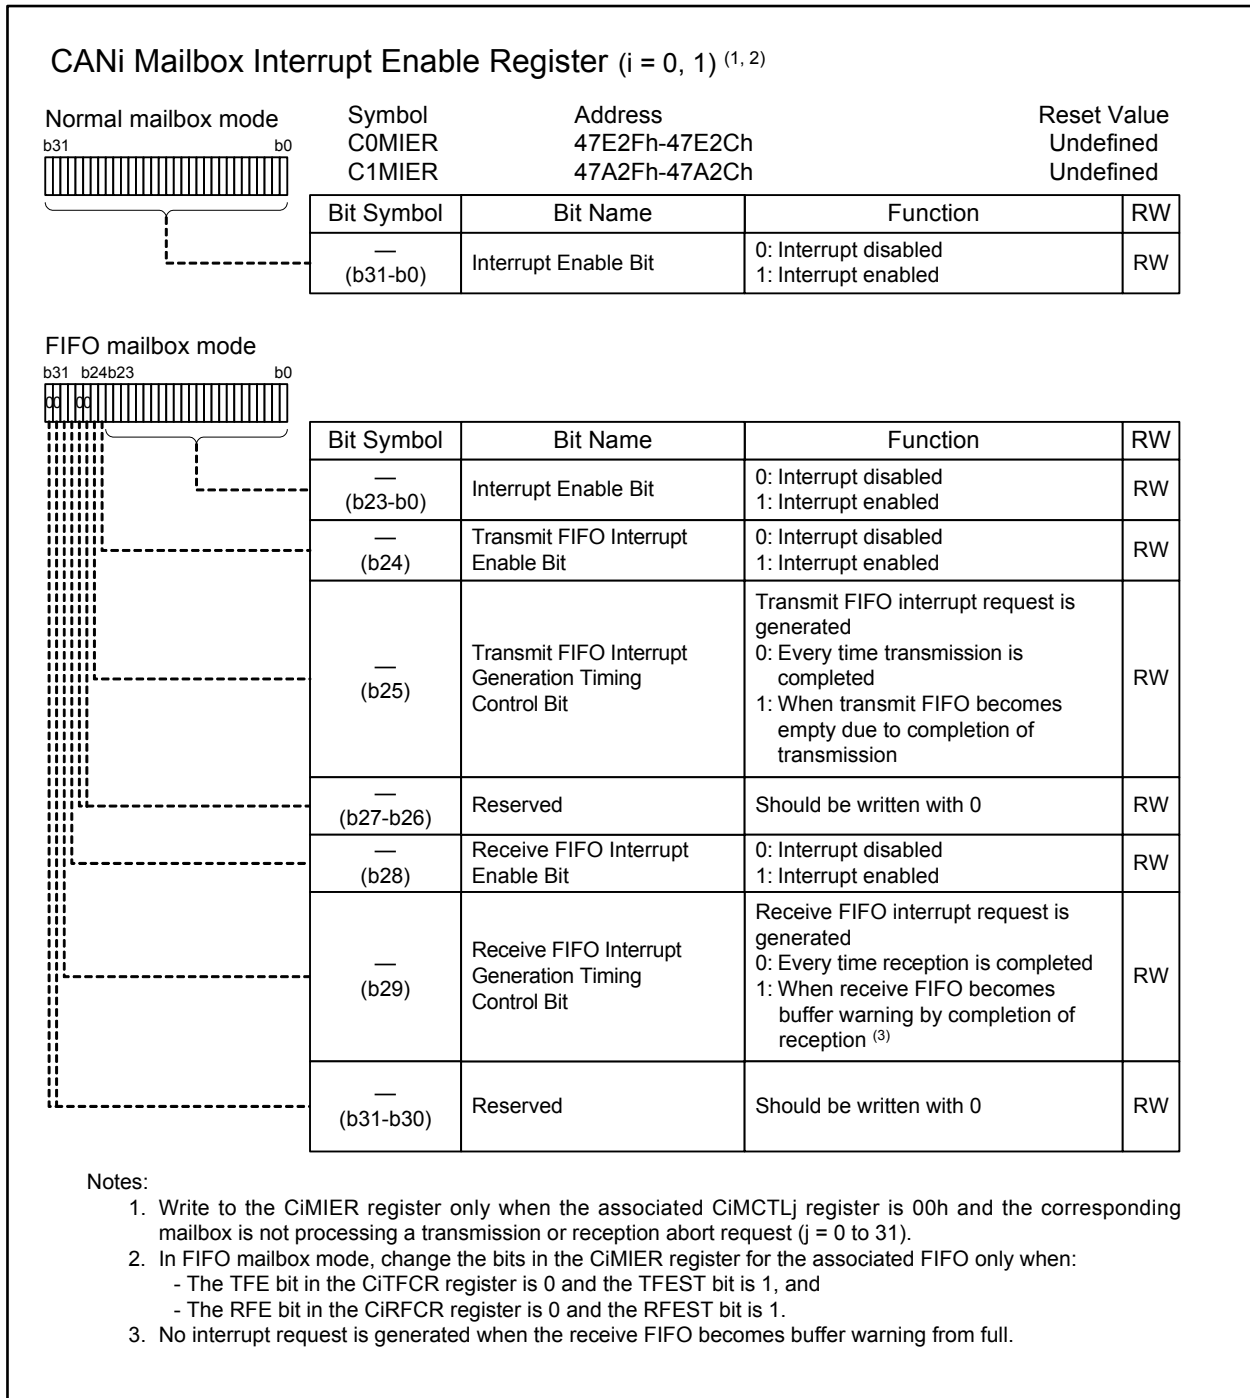 CANi Mailbox Interrupt Enable Register (i = 0, 1) (1, 2)
Normal mailbox mode
b31 b0
Symbol Address Reset Value
C0MIER 47E2Fh-47E2Ch Undefined
C1MIER 47A2Fh-47A2Ch Undefined
Bit Symbol Bit Name Function RW
—
(b31-b0)
Interrupt Enable Bit
0: Interrupt disabled
1: Interrupt enabled
RW
FIFO mailbox mode
b31 b24b23 b0
00 00
Bit Symbol Bit Name Function RW
—
(b23-b0)
Interrupt Enable Bit
0: Interrupt disabled
1: Interrupt enabled
RW
—
(b24)
Transmit FIFO Interrupt
Enable Bit
0: Interrupt disabled
1: Interrupt enabled
RW
—
(b25)
Transmit FIFO Interrupt
Generation Timing
Control Bit
Transmit FIFO interrupt request is
generated
0: Every time transmission is
completed
1: When transmit FIFO becomes
empty due to completion of
transmission
RW
—
(b27-b26)
Reserved
Should be written with 0
RW
—
(b28)
Receive FIFO Interrupt
Enable Bit
0: Interrupt disabled
1: Interrupt enabled
RW
—
(b29)
Receive FIFO Interrupt
Generation Timing
Control Bit
Receive FIFO interrupt request is
generated
0: Every time reception is completed
1: When receive FIFO becomes
buffer warning by completion of
reception (3)
RW
—
(b31-b30)
Reserved
Should be written with 0
RW
Notes:
1. Write to the CiMIER register only when the associated CiMCTLj register is 00h and the corresponding
mailbox is not processing a transmission or reception abort request (j = 0 to 31).
2. In FIFO mailbox mode, change the bits in the CiMIER register for the associated FIFO only when:
- The TFE bit in the CiTFCR register is 0 and the TFEST bit is 1, and
- The RFE bit in the CiRFCR register is 0 and the RFEST bit is 1.
3. No interrupt request is generated when the receive FIFO becomes buffer warning from full.